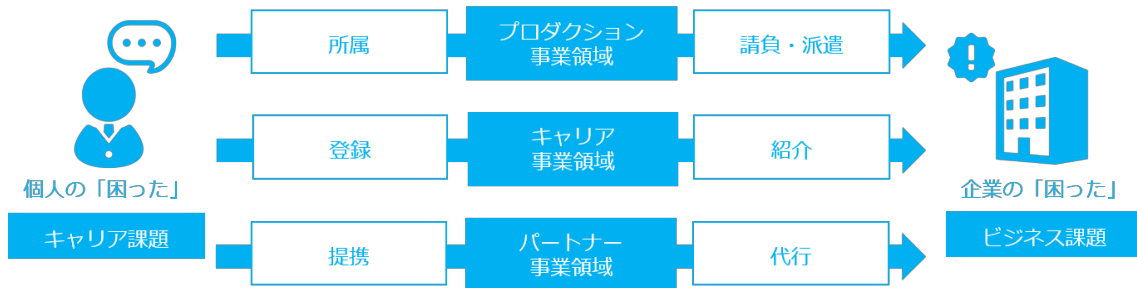 個人の「困った」
キャリア課題
所属
プロダクション
事業領域
請負・派遣
登録
キャリア
事業領域
紹介
提携
パートナー
事業領域
代行
企業の「困った」
ビジネス課題